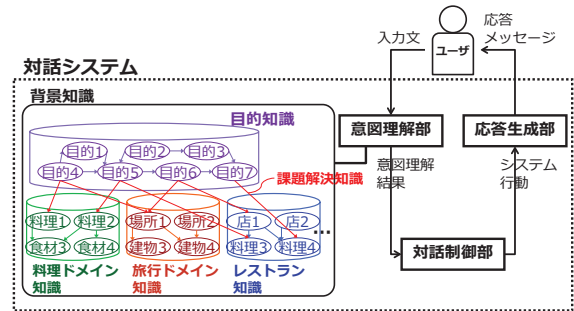 応答
メッセージ
入力文
ユーザ
対話システム
背景知識
目的知識
意図理解部
応答生成部
目的1
目的2
目的3
目的4
目的5
目的6
目的7
意図理解
結果
システム
行動
課題解決知識
料理1
料理2
場所1
場所2
店1
店2
食材3
食材4
建物3
建物4
料理3
料理4
...
対話制御部
料理ドメイン
知識
旅行ドメイン
知識
レストラン
知識